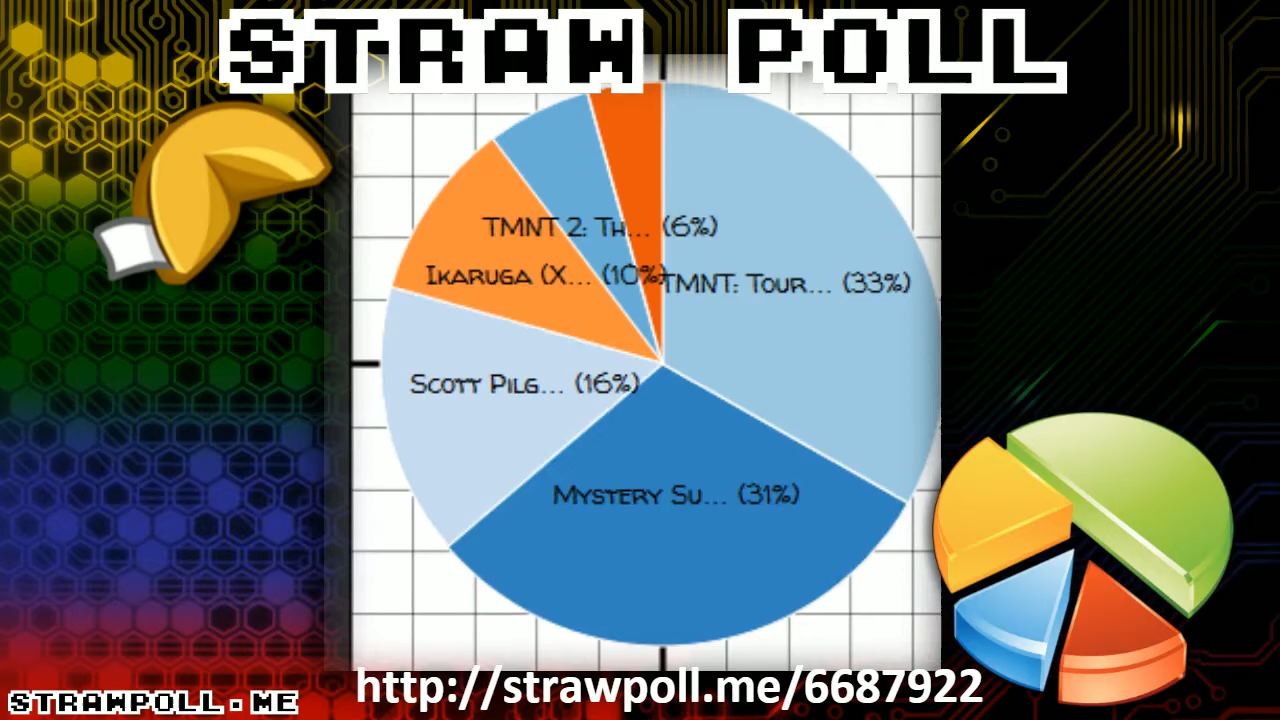 STRAW POLL
TMNT 2: Th... (6%)
Ikaruga (X... (10%)
TMNT: Tour... (33%)
Scott Pilg... (16%)
Mystery Su... (31%)
http://strawpoll.me/6687922
STRAWPOLL.ME